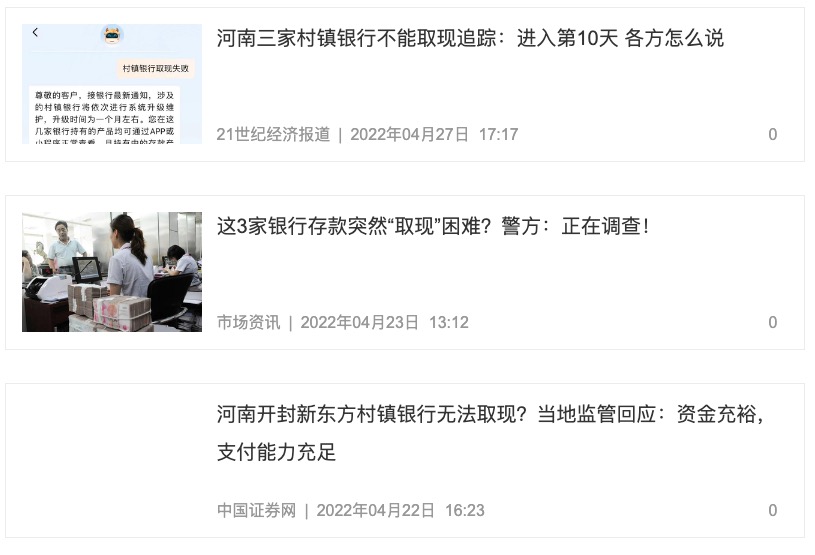 河南三家村镇银行不能取现追踪：进入第10天 各方怎么说
村镇银行取现失败
尊敬的客户，接银行最新通知，涉及
的村镇银行将依次进行系统升级维
护，升级时间为一个月左右。您在这
几家银行持有的产品均可通过APP或
小程序正常查看，且持有中的存款产
21世纪经济报道 | 2022年04月27日 17:17
0
这3家银行存款突然“取现”困难？警方：正在调查！
市场资讯 | 2022年04月23日 13:12
0
河南开封新东方村镇银行无法取现？当地监管回应：资金充裕，
支付能力充足
中国证券网 | 2022年04月22日 16:23
0